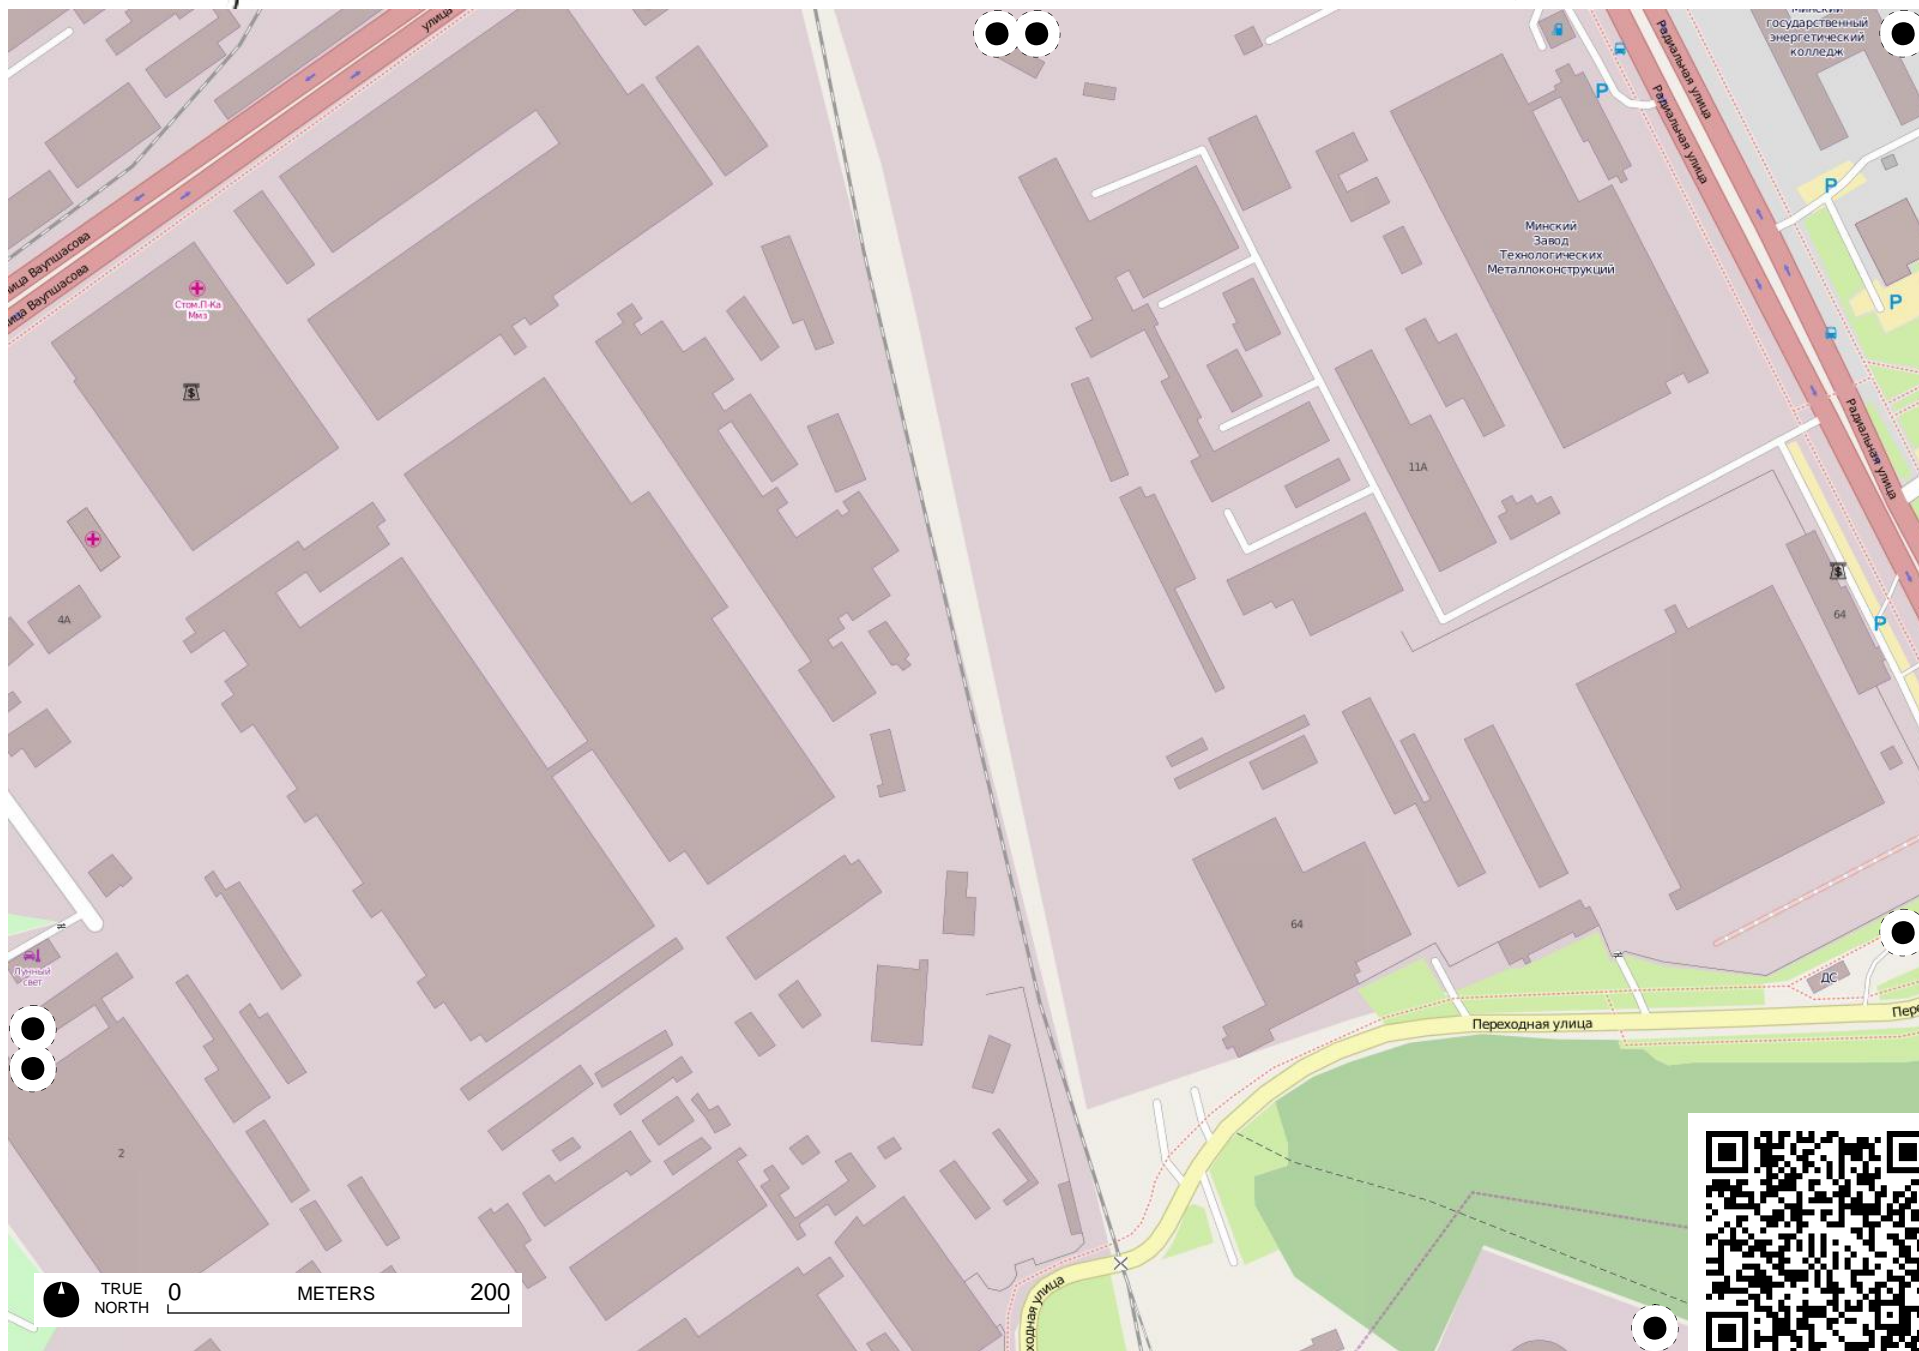 улица
Минский
государственный
энергетический
колледж
Радиальная улица
Радиальная улица
P
P
Минский
Завод
Технологических
Металлоконструкций
улица Ваупшасова
улица Ваупшасова
Стом.П-Ка
Ммз
P
$
Радиальная улица
11А
$
4А
64
P
64
Лунный
свет
ДС
Переходная улица
Пере
2
TRUE
NORTH
0 METERS 200
ходная улица